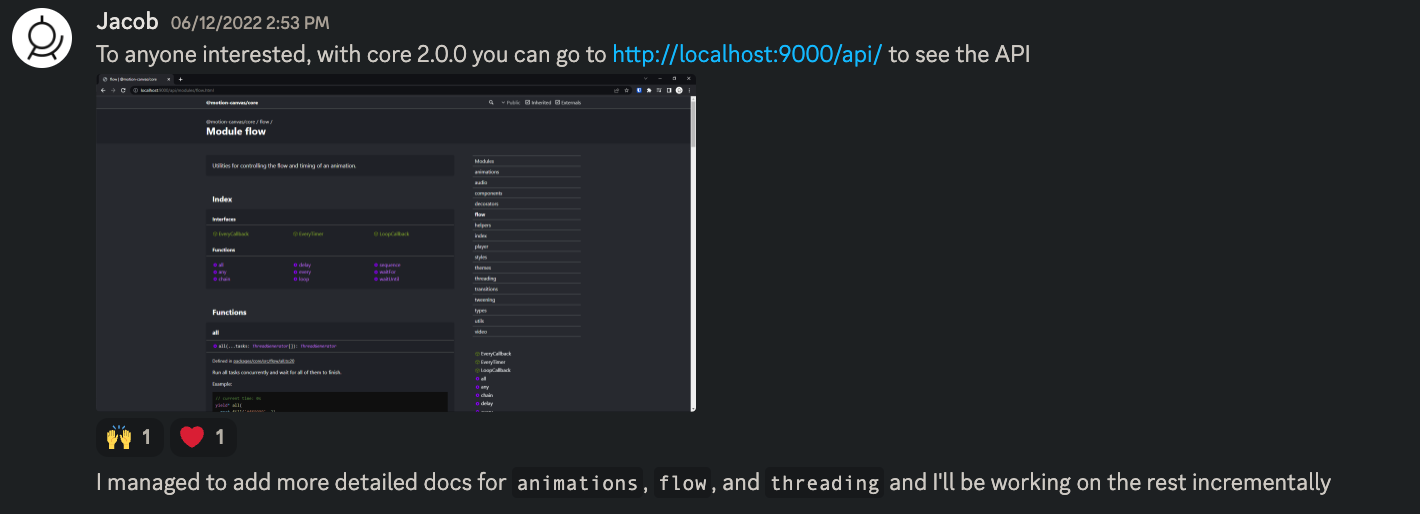 Jacob 06/12/2022 2:53 PM
To anyone interested, with core 2.0.0 you can go to http://localhost:9000/api/ to see the API
flow | @motion-canvas/core
localhost:9000/api/modules/flow.html
@motion-canvas/core
Public Inherited Externals
@motion-canvas/core / flow /
Module flow
Utilities for controlling the flow and timing of an animation.
Index
Interfaces
EveryCallback EveryTimer LoopCallback
Functions
all delay sequence
any every waitFor
chain loop waitUntil
Functions
all
all(...tasks: ThreadGenerator[]): ThreadGenerator
Defined in
Run all tasks concurrently and wait for all of them to finish.
Example:
// current time: 0s
yield* all(
Modules
animations
audio
components
decorators
flow
helpers
index
player
styles
themes
threading
transitions
tweening
types
utils
video
EveryCallback
EveryTimer
LoopCallback
all
any
chain
delay
1 1
I managed to add more detailed docs for animations, flow, and threading and I'll be working on the rest incrementally